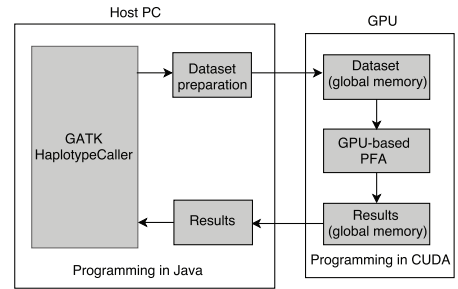 Host PC
GPU
GATK
HaplotypeCaller
Dataset
preparation
Dataset
(global memory)
GPU-based
PFA
Results
Results
(global memory)
Programming in Java
Programming in CUDA